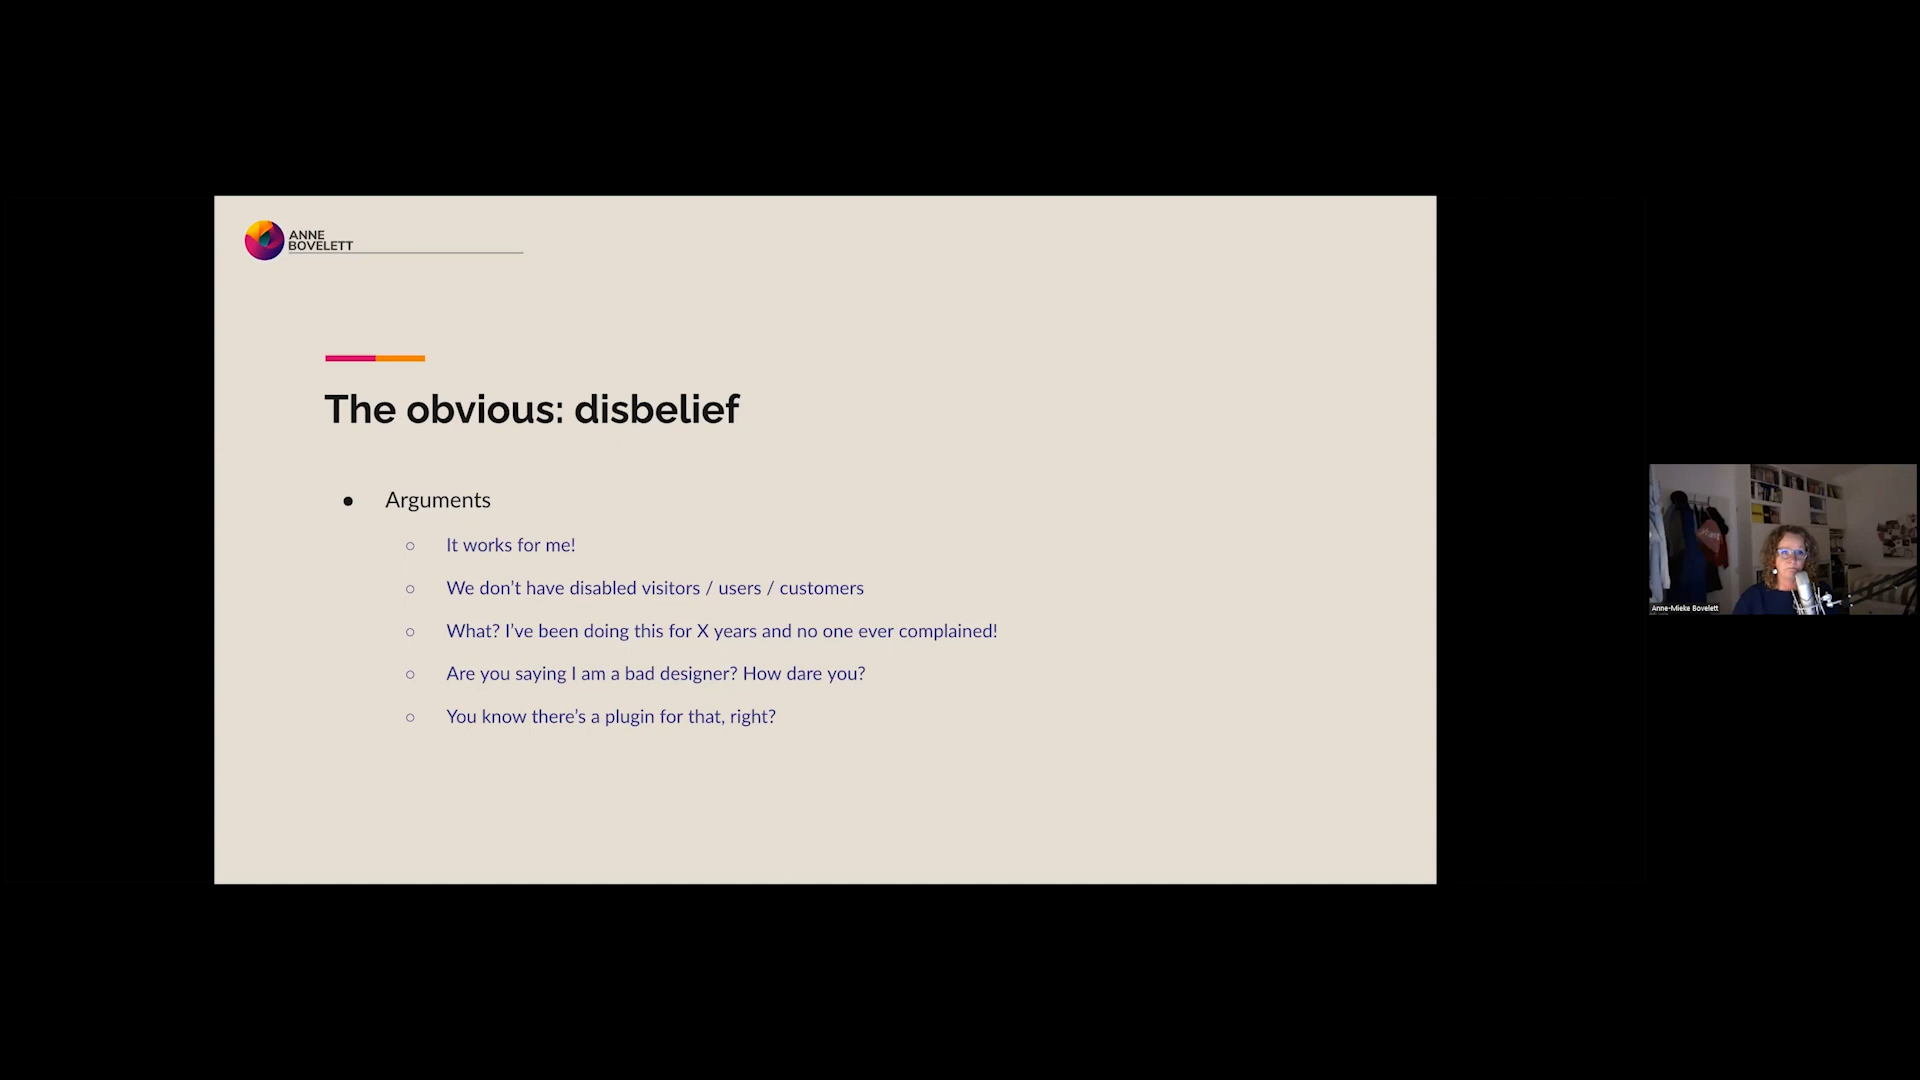 ANNE
BOVELETT
The obvious: disbelief
● Arguments
○ It works for me!
○ We don’t have disabled visitors / users / customers
○ What? I’ve been doing this for X years and no one ever complained!
○ Are you saying I am a bad designer? How dare you?
○ You know there’s a plugin for that, right?
Anne-Mieke Bovelett